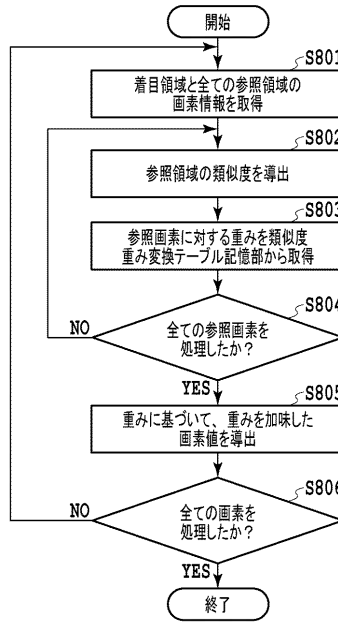 開始
S801
着目領域と全ての参照領域の
画素情報を取得
S802
参照領域の類似度を導出
S803
参照画素に対する重みを類似度
重み変換テーブル記憶部から取得
S804
全ての参照画素を
処理したか?
NO
YES
S805
重みに基づいて、重みを加味した
画素値を導出
S806
全ての画素を
処理したか?
NO
YES
終了